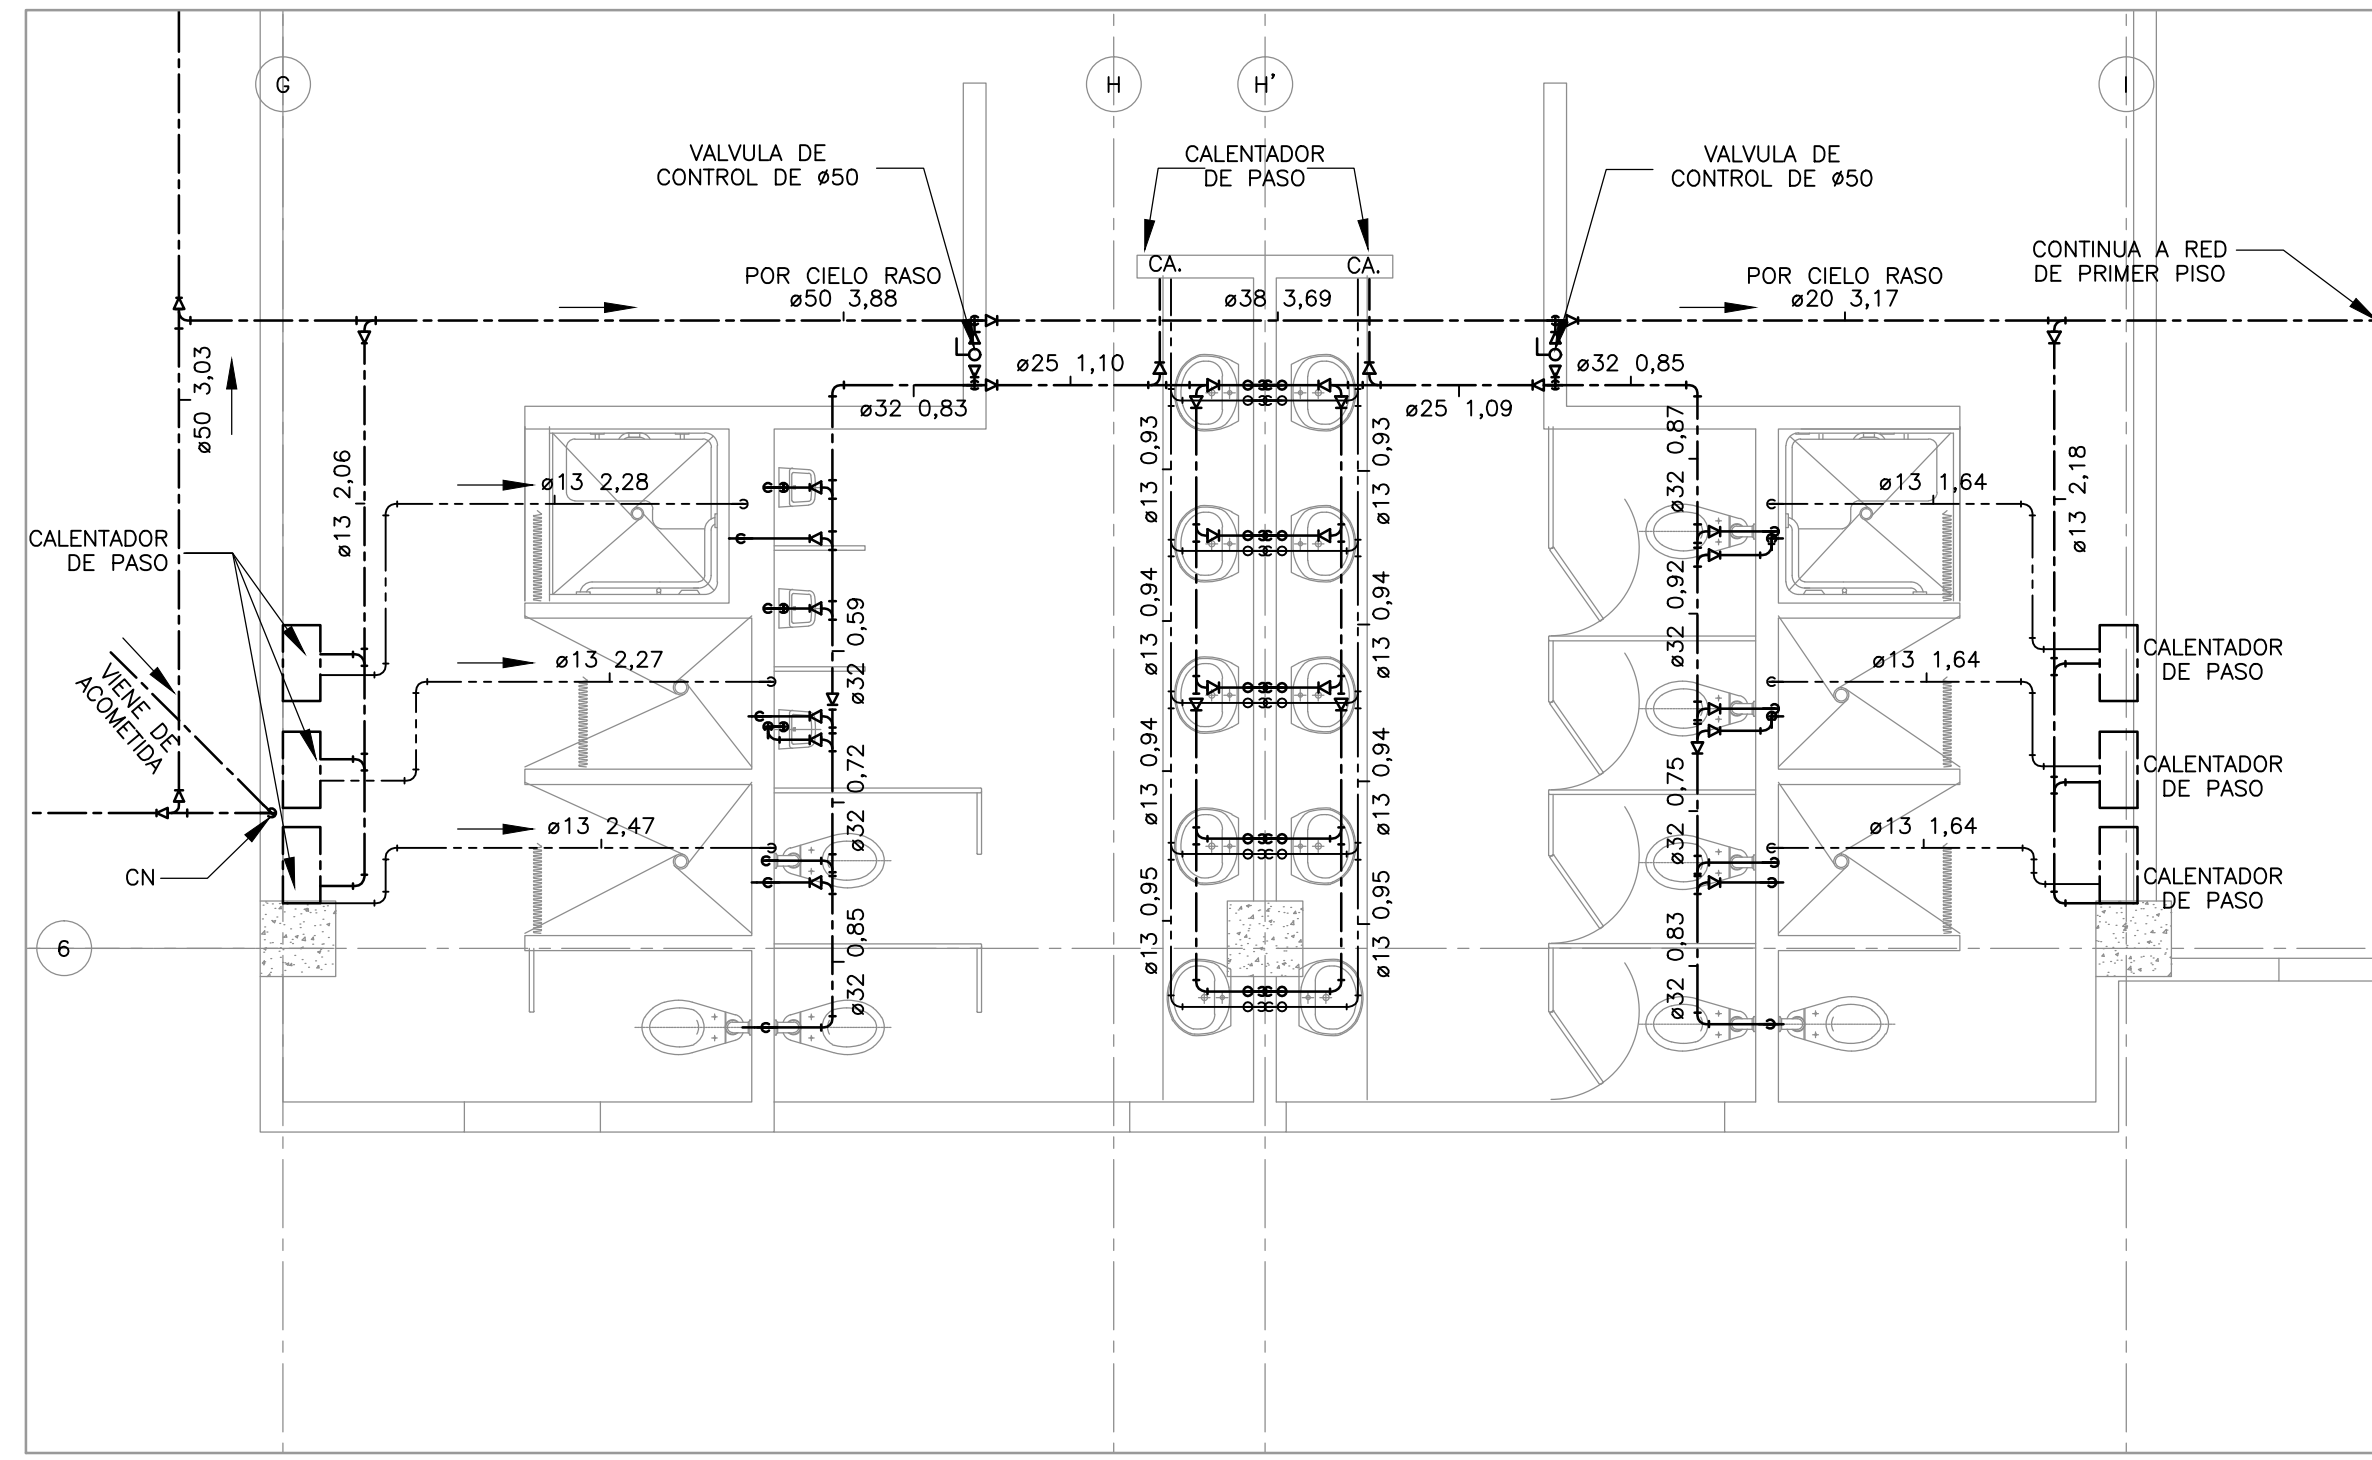 G
H
H'
I
VALVULA DE
CONTROL DE ø50
CALENTADOR
DE PASO
VALVULA DE
CONTROL DE ø50
CONTINUA A RED
DE PRIMER PISO
CA.
CA.
POR CIELO RASO
ø50 3,88
ø38 3,69
POR CIELO RASO
ø20 3,17
ø50 3,03
ø25 1,10
ø32 0,85
ø32 0,83
ø25 1,09
ø13 2,06
ø13 2,28
ø13 0,93
ø13 0,93
ø32 0,87
ø13 1,64
ø13 2,18
CALENTADOR
DE PASO
ø32 0,59
ø13 0,94
ø13 0,94
ø32 0,92
CALENTADOR
DE PASO
ø13 2,27
ø13 1,64
VIENE DE
ACOMETIDA
ø32 0,72
ø13 0,94
ø13 0,94
ø32 0,75
CALENTADOR
DE PASO
ø13 2,47
ø13 1,64
CN
CALENTADOR
DE PASO
ø32 0,85
ø13 0,95
ø13 0,95
ø32 0,83
6